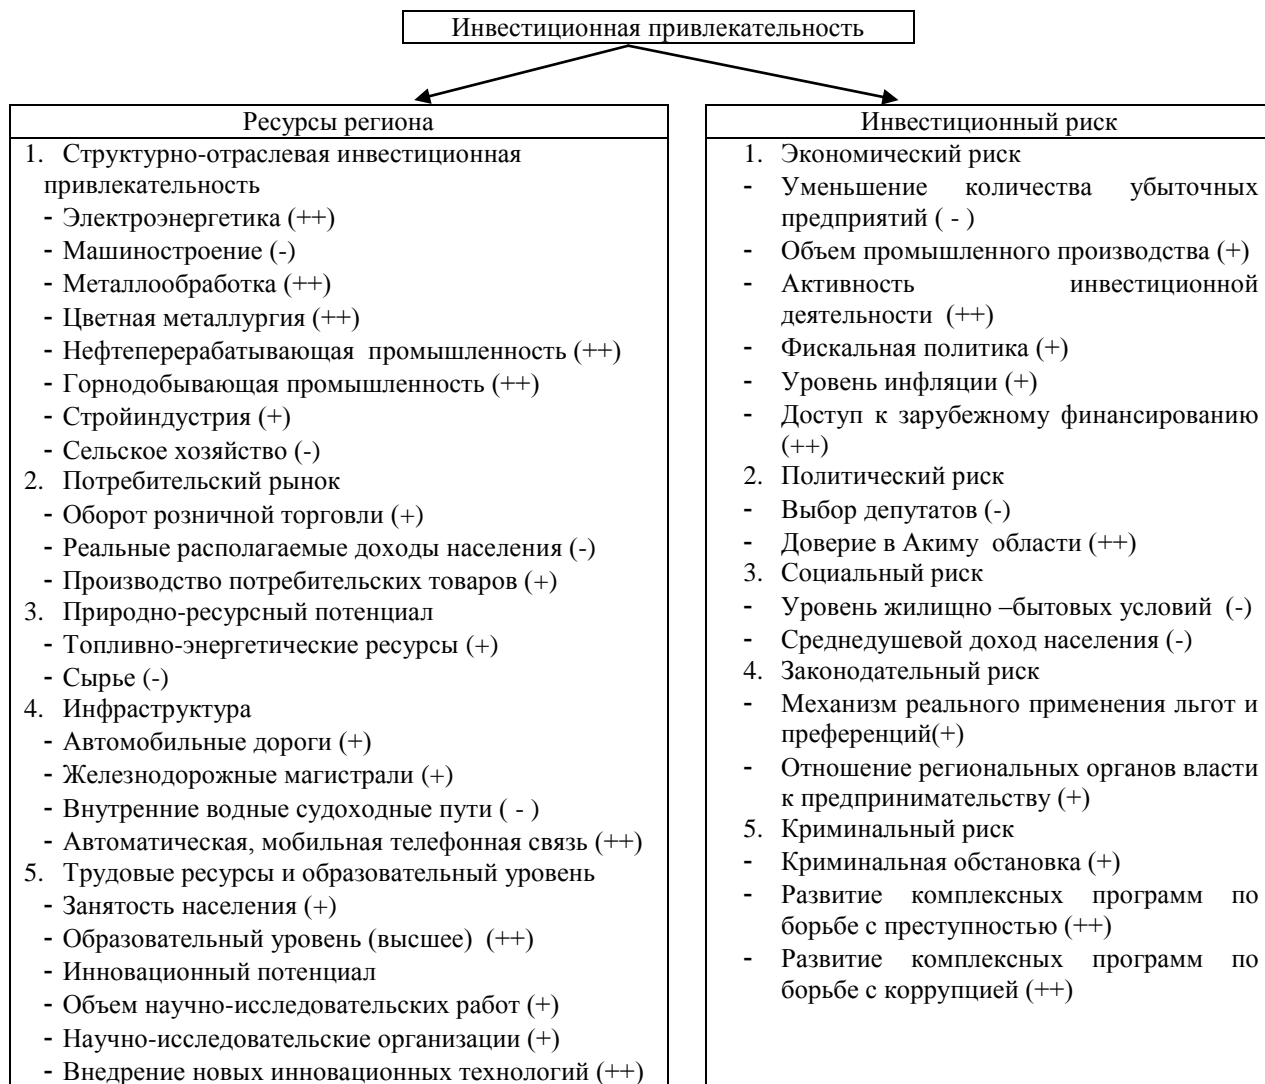 Инвестиционная привлекательность
Ресурсы региона
1. Структурно-отраслевая инвестиционная
привлекательность
- Электроэнергетика (++)
- Машиностроение (-)
- Металлообработка (++)
- Цветная металлургия (++)
- Нефтеперерабатывающая промышленность (++)
- Горнодобывающая промышленность (++)
- Стройиндустрия (+)
- Сельское хозяйство (-)
2. Потребительский рынок
- Оборот розничной торговли (+)
- Реальные располагаемые доходы населения (-)
- Производство потребительских товаров (+)
3. Природно-ресурсный потенциал
- Топливно-энергетические ресурсы (+)
- Сырье (-)
4. Инфраструктура
- Автомобильные дороги (+)
- Железнодорожные магистрали (+)
- Внутренние водные судоходные пути ( - )
- Автоматическая, мобильная телефонная связь (++)
5. Трудовые ресурсы и образовательный уровень
- Занятость населения (+)
- Образовательный уровень (высшее) (++)
- Инновационный потенциал
- Объем научно-исследовательских работ (+)
- Научно-исследовательские организации (+)
- Внедрение новых инновационных технологий (++)
Инвестиционный риск
1. Экономический риск
- Уменьшение количества убыточных
предприятий ( - )
- Объем промышленного производства (+)
- Активность инвестиционной
деятельности (++)
- Фискальная политика (+)
- Уровень инфляции (+)
- Доступ к зарубежному финансированию
(++)
2. Политический риск
- Выбор депутатов (-)
- Доверие в Акиму области (++)
3. Социальный риск
- Уровень жилищно –бытовых условий (-)
- Среднедушевой доход населения (-)
4. Законодательный риск
- Механизм реального применения льгот и
преференций(+)
- Отношение региональных органов власти
к предпринимательству (+)
5. Криминальный риск
- Криминальная обстановка (+)
- Развитие комплексных программ по
борьбе с преступностью (++)
- Развитие комплексных программ по
борьбе с коррупцией (++)